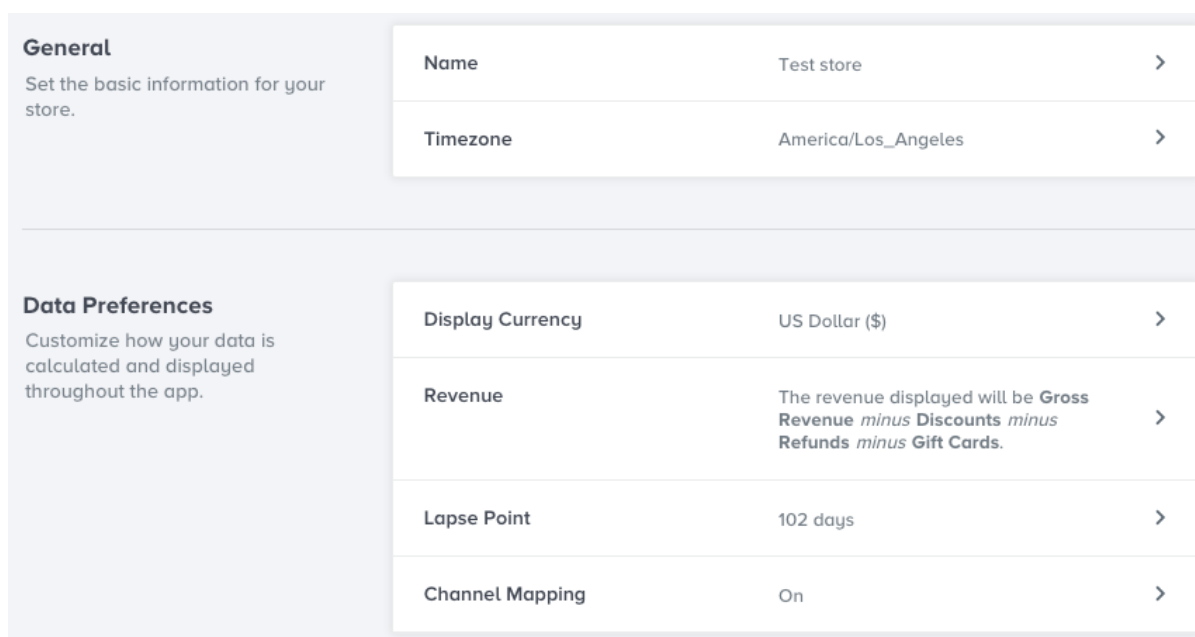 General
Set the basic information for your
store.
Name
Test store
Timezone
America/Los_Angeles
Data Preferences
Customize how your data is
calculated and displayed
throughout the app.
Display Currency
US Dollar ($)
Revenue
The revenue displayed will be Gross
Revenue minus Discounts minus
Refunds minus Gift Cards.
Lapse Point
102 days
Channel Mapping
On